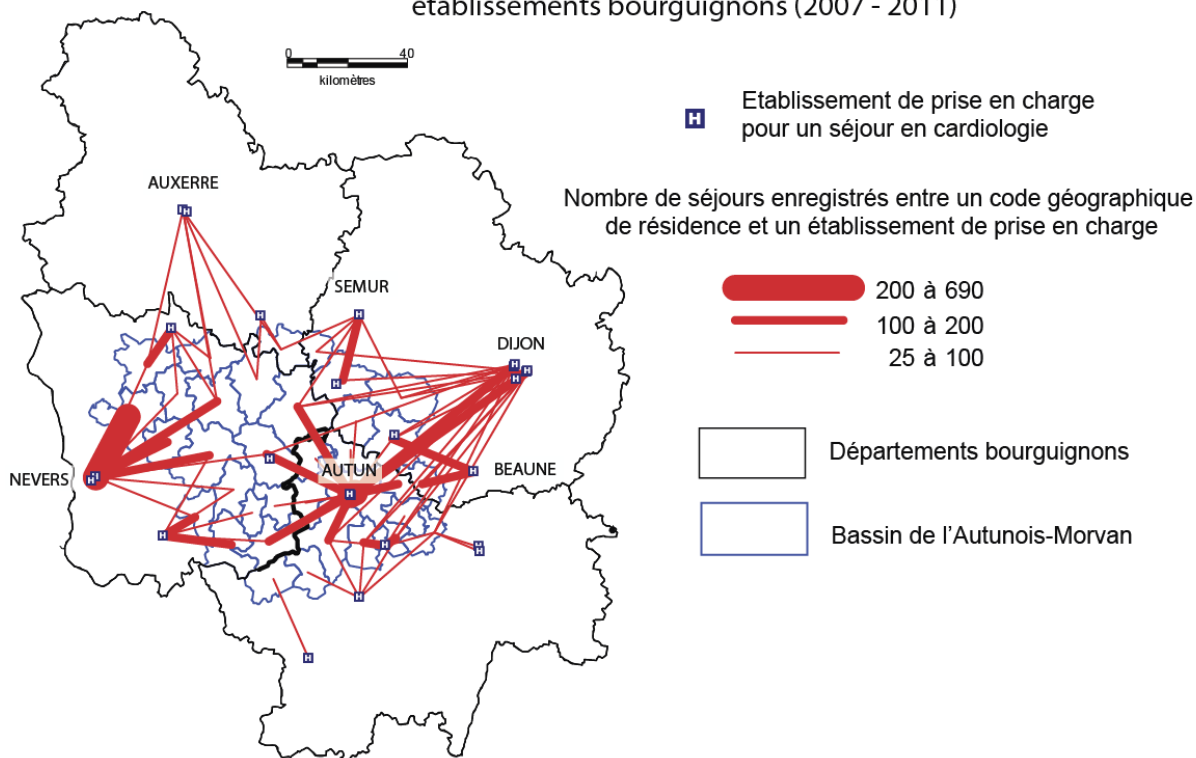 établissements bourguignons (2007 - 2011)
0 40
kilomètres
H Etablissement de prise en charge
pour un séjour en cardiologie
Nombre de séjours enregistrés entre un code géographique
de résidence et un établissement de prise en charge
200 à 690
100 à 200
25 à 100
Départements bourguignons
Bassin de l'Autunois-Morvan
AUXERRE
SEMUR
DIJON
NEVERS
AUTUN
BEAUNE